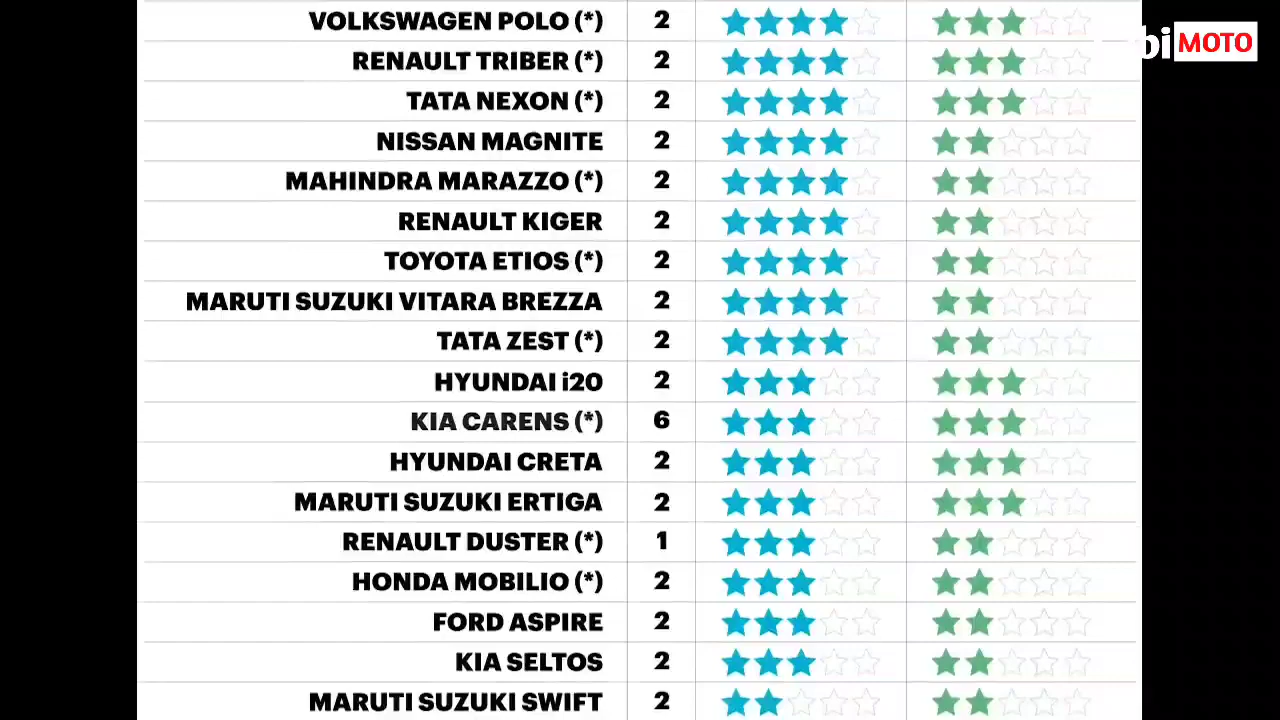 VOLKSWAGEN POLO (*) 2
bi MOTO
RENAULT TRIBER (*) 2
TATA NEXON (*) 2
NISSAN MAGNITE 2
MAHINDRA MARAZZO (*) 2
RENAULT KIGER 2
TOYOTA ETIOS (*) 2
MARUTI SUZUKI VITARA BREZZA 2
TATA ZEST (*) 2
HYUNDAI i20 2
KIA CARENS (*) 6
HYUNDAI CRETA 2
MARUTI SUZUKI ERTIGA 2
RENAULT DUSTER (*) 1
HONDA MOBILIO (*) 2
FORD ASPIRE 2
KIA SELTOS 2
MARUTI SUZUKI SWIFT 2